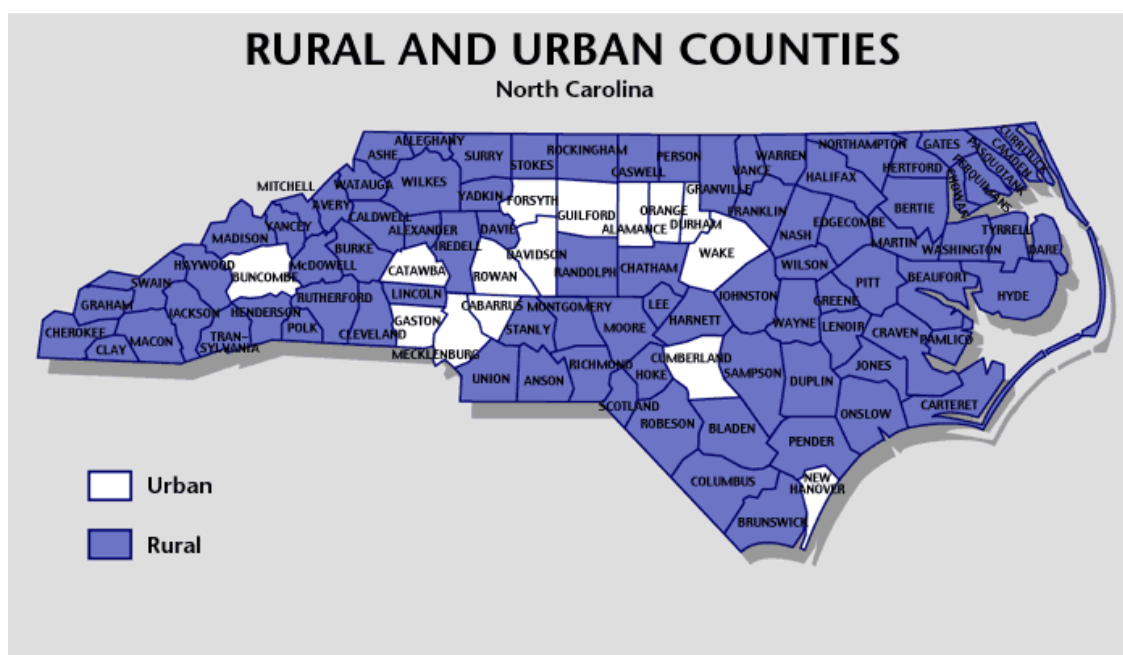 RURAL AND URBAN COUNTIES
North Carolina
ALLEGHANY
ASHE
SURRY
STOKES
ROCKINGHAM
CASWELL
PERSON
GRANVILLE
VANCE
WARREN
NORTHAMPTON
HALIFAX
HERTFORD
GATES
CURRITUCK
CAMDEN
PASQUOTANK
PERQUIMANS
CHOWAN
BERTIE
MITCHELL
WATAUGA
WILKES
YADKIN
FORSYTH
GUILFORD
ALAMANCE
ORANGE
DURHAM
FRANKLIN
NASH
EDGECOMBE
MARTIN
WASHINGTON
TYRRELL
DARE
AVERY
CALDWELL
ALEXANDER
IREDELL
DAVIE
DAVIDSON
RANDOLPH
CHATHAM
WAKE
WILSON
PITT
BEAUFORT
HYDE
MADISON
YANCEY
HAYWOOD
BUNCOMBE
McDOWELL
BURKE
CATAWBA
ROWAN
SWAIN
GRAHAM
JACKSON
HENDERSON
RUTHERFORD
POLK
CLEVELAND
LINCOLN
GASTON
CABARRUS
MONTGOMERY
STANLY
MOORE
LEE
HARNETT
JOHNSTON
WAYNE
GREENE
LENOIR
CRAVEN
PAMLICO
CHEROKEE
CLAY
MACON
TRAN-
SYLVANIA
MECKLENBURG
UNION
ANSON
RICHMOND
SCOTLAND
HOKE
CUMBERLAND
SAMPSON
DUPLIN
JONES
ONSLOW
CARTERET
ROBESON
BLADEN
PENDER
COLUMBUS
NEW
HANOVER
BRUNSWICK
Urban
Rural